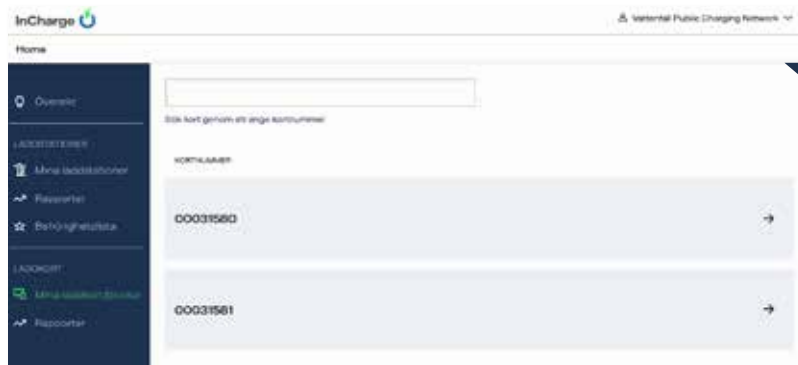 InCharge
Vattenfall Public Charging Network
Home
Översikt
Sök kort genom att ange kortnummer
LADDSTATIONER
KORTNUMMER
Mina laddstationer
Rapporter
Behörighetslista
00031580
LADDKORT
Mina laddkort/blickar
Rapporter
00031581